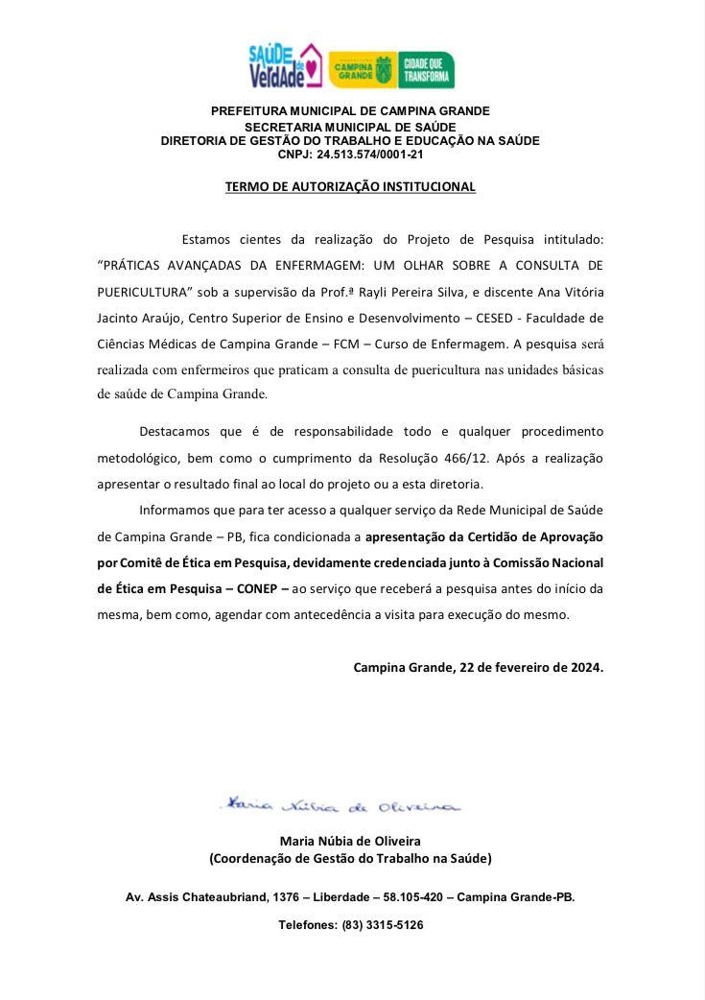 SAÚDE de VERDADE
PREFEITURA CAMPINA GRANDE
CIDADE QUE TRANSFORMA
PREFEITURA MUNICIPAL DE CAMPINA GRANDE
SECRETARIA MUNICIPAL DE SAÚDE
DIRETORIA DE GESTÃO DO TRABALHO E EDUCAÇÃO NA SAÚDE
CNPJ: 24.513.574/0001-21
TERMO DE AUTORIZAÇÃO INSTITUCIONAL
Estamos cientes da realização do Projeto de Pesquisa intitulado:
“PRÁTICAS AVANÇADAS DA ENFERMAGEM: UM OLHAR SOBRE A CONSULTA DE
PUERICULTURA” sob a supervisão da Prof.ª Rayli Pereira Silva, e discente Ana Vitória
Jacinto Araújo, Centro Superior de Ensino e Desenvolvimento – CESED - Faculdade de
Ciências Médicas de Campina Grande – FCM – Curso de Enfermagem. A pesquisa será
realizada com enfermeiros que praticam a consulta de puericultura nas unidades básicas
de saúde de Campina Grande.
Destacamos que é de responsabilidade todo e qualquer procedimento
metodológico, bem como o cumprimento da Resolução 466/12. Após a realização
apresentar o resultado final ao local do projeto ou a esta diretoria.
Informamos que para ter acesso a qualquer serviço da Rede Municipal de Saúde
de Campina Grande – PB, fica condicionada a apresentação da Certidão de Aprovação
por Comitê de Ética em Pesquisa, devidamente credenciada junto à Comissão Nacional
de Ética em Pesquisa – CONEP – ao serviço que receberá a pesquisa antes do início da
mesma, bem como, agendar com antecedência a visita para execução do mesmo.
Campina Grande, 22 de fevereiro de 2024.
Maria Núbia de Oliveira
Maria Núbia de Oliveira
(Coordenação de Gestão do Trabalho na Saúde)
Av. Assis Chateaubriand, 1376 – Liberdade – 58.105-420 – Campina Grande-PB.
Telefones: (83) 3315-5126